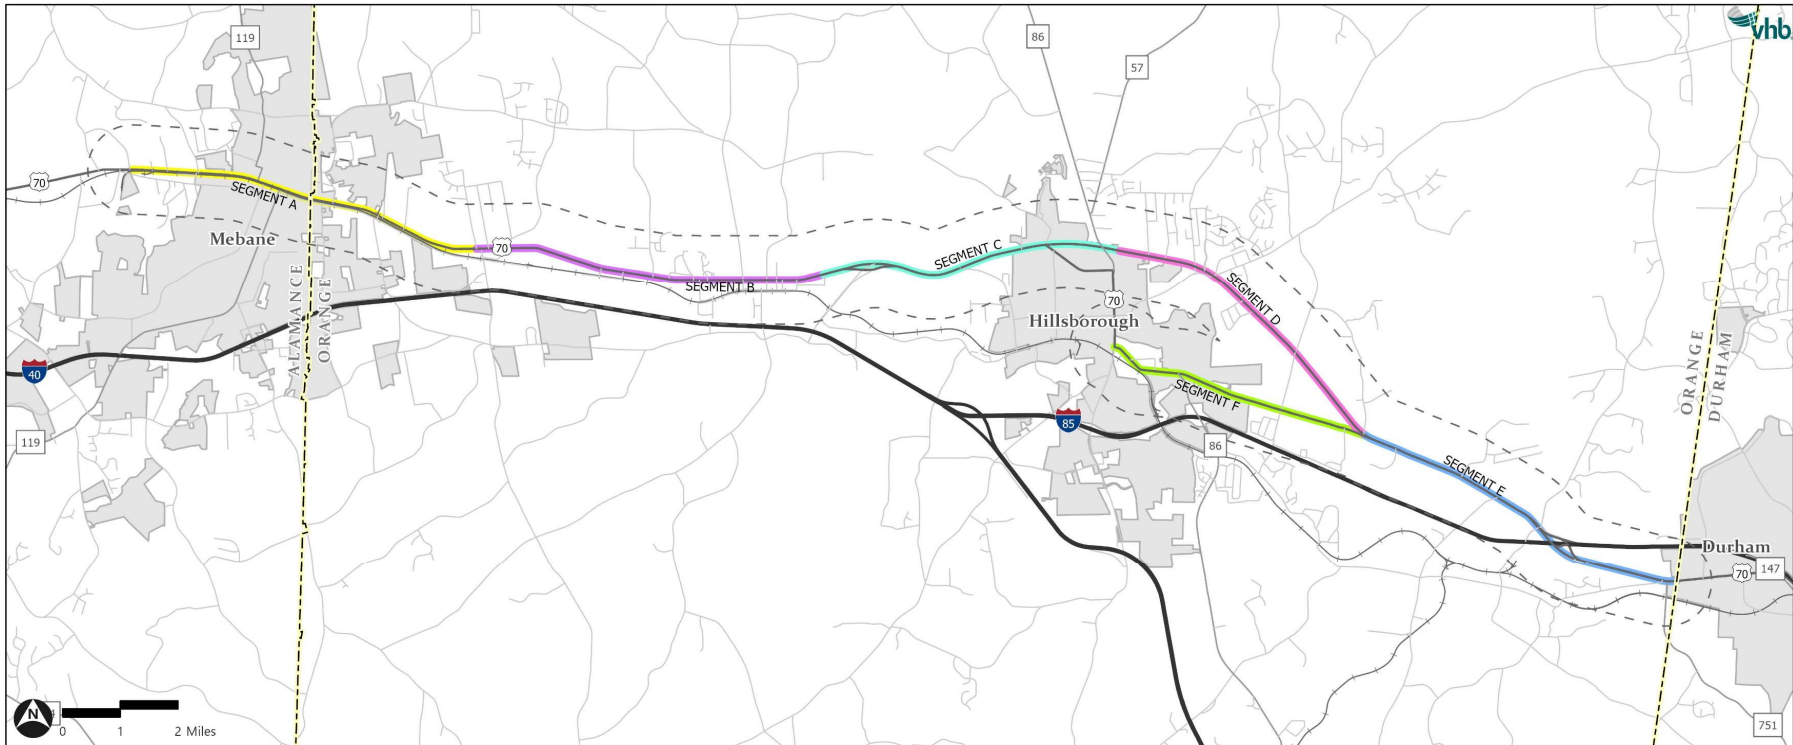 vhb
119
86
57
70
SEGMENT A
Mebane
70
SEGMENT B
SEGMENT C
SEGMENT D
70
Hillsborough
ALAMANCE
ORANGE
ORANGE
DURHAM
40
SEGMENT F
85
119
86
SEGMENT E
Durham
70
147
N
0 1 2 Miles
751